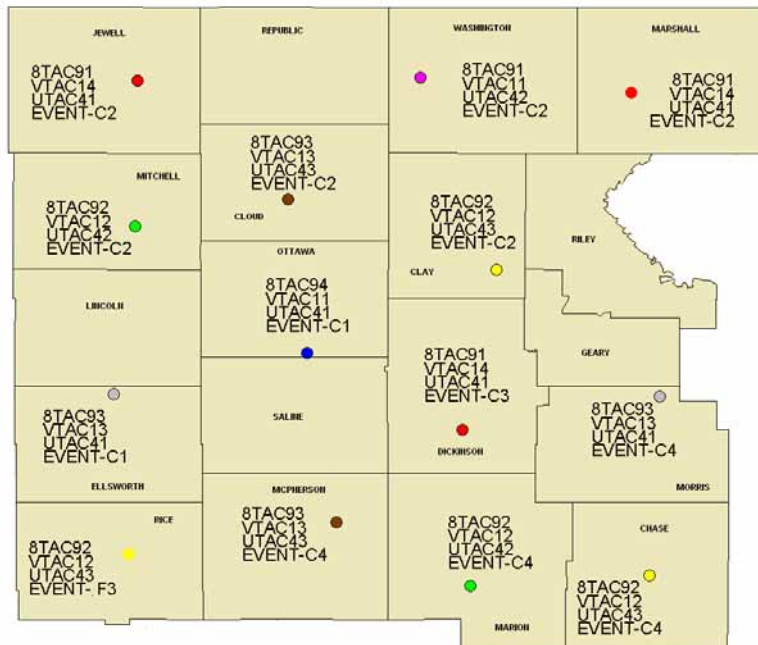 JEWELL
8TAC91
VTAC14
UTAC41
EVENT-C2
REPUBLIC
WASHINGTON
8TAC91
VTAC11
UTAC42
EVENT-C2
MARSHALL
8TAC91
VTAC14
UTAC41
EVENT-C2
MITCHELL
8TAC92
VTAC12
UTAC42
EVENT-C2
8TAC93
VTAC13
UTAC43
EVENT-C2
CLOUD
8TAC92
VTAC12
UTAC43
EVENT-C2
CLAY
RILEY
LINCOLN
OTTAWA
8TAC94
VTAC11
UTAC41
EVENT-C1
8TAC91
VTAC14
UTAC41
EVENT-C3
DICKINSON
GEARY
8TAC93
VTAC13
UTAC41
EVENT-C1
ELLSWORTH
SALINE
8TAC93
VTAC13
UTAC41
EVENT-C4
MORRIS
RICE
8TAC92
VTAC12
UTAC43
EVENT-. F3
MCPHERSON
8TAC93
VTAC13
UTAC43
EVENT-C4
8TAC92
VTAC12
UTAC42
EVENT-C4
MARION
CHASE
8TAC92
VTAC12
UTAC43
EVENT-C4